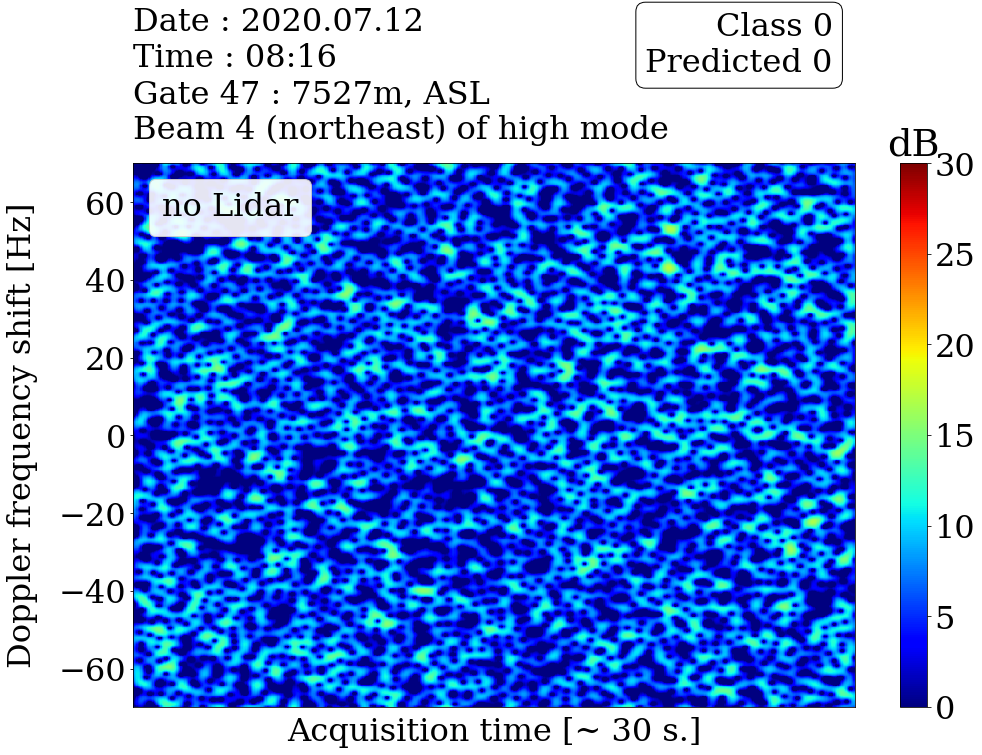 Date : 2020.07.12
Time : 08:16
Gate 47 : 7527m, ASL
Beam 4 (northeast) of high mode
Class 0
Predicted 0
dB
no Lidar
Doppler frequency shift [Hz]
60
40
20
0
−20
−40
−60
Acquisition time [~ 30 s.]
30
25
20
15
10
5
0